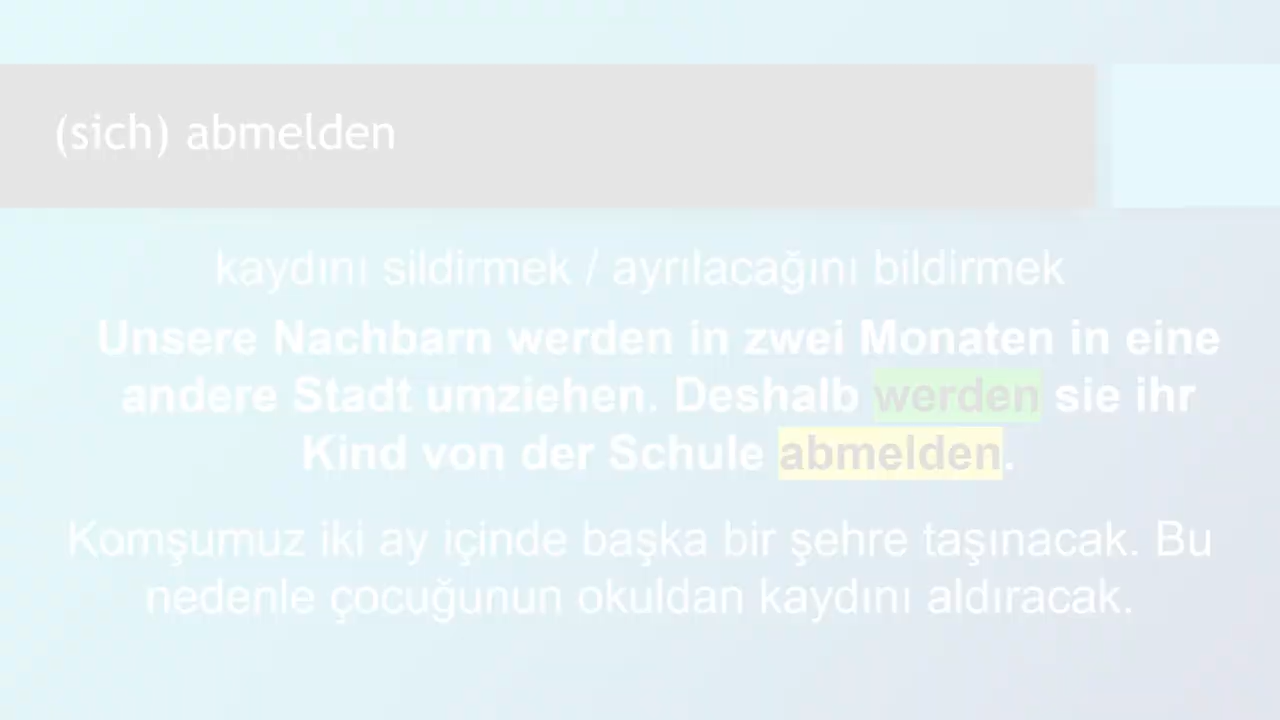 (sich) abmelden
kaydını sildirmek / ayrılacağını bildirmek
Unsere Nachbarn werden in zwei Monaten in eine
andere Stadt umziehen. Deshalb werden sie ihr
Kind von der Schule abmelden.
Komşumuz iki ay içinde başka bir şehre taşınacak. Bu
nedenle çocuğunun okuldan kaydını aldıracak.